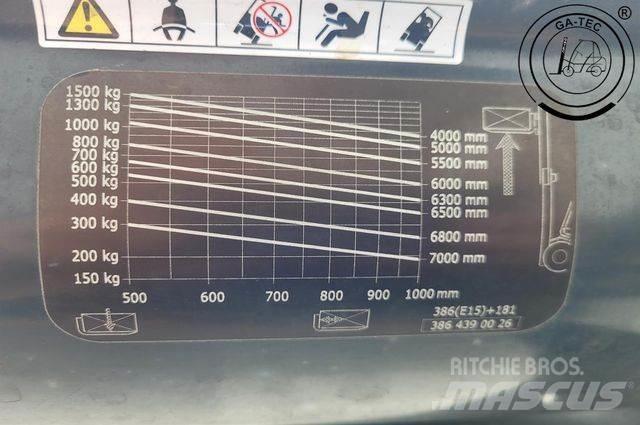 GA-TEC
1500 kg
1300 kg
1000 kg
800 kg
700 kg
600 kg
500 kg
400 kg
300 kg
200 kg
150 kg
4000 mm
5000 mm
5500 mm
6000 mm
6300 mm
6500 mm
6800 mm
7000 mm
500 600 700 800 900 1000 mm
386(E15)+181
386 439 00 26
RITCHIE BROS.
MASCUS